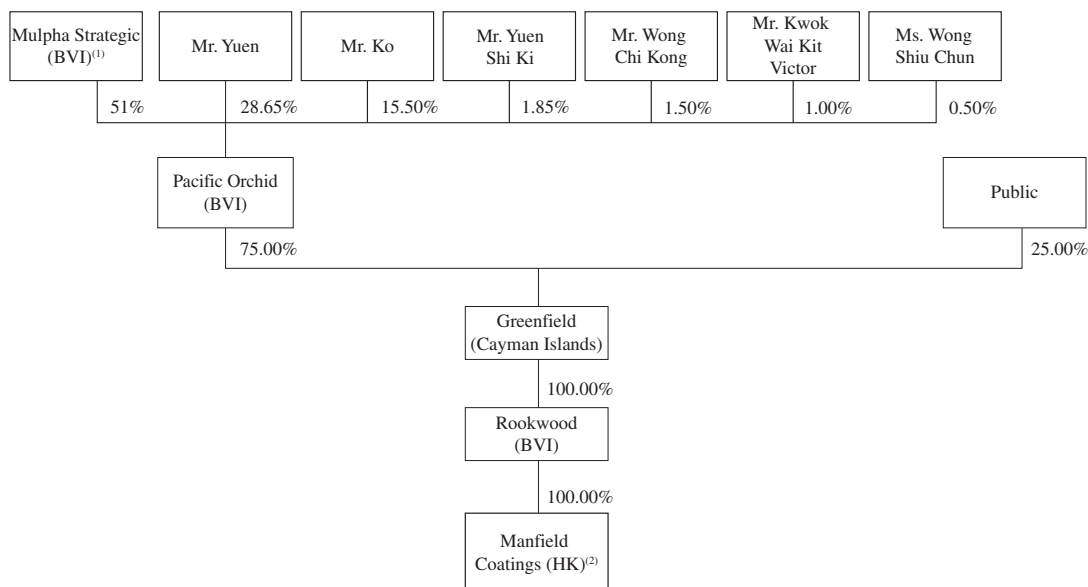 Mulpha Strategic
(BVI)(1)
Mr. Yuen
Mr. Ko
Mr. Yuen
Shi Ki
Mr. Wong
Chi Kong
Mr. Kwok
Wai Kit
Victor
Ms. Wong
Shiu Chun
51%
28.65%
15.50%
1.85%
1.50%
1.00%
0.50%
Pacific Orchid
(BVI)
Public
75.00%
25.00%
Greenfield
(Cayman Islands)
100.00%
Rookwood
(BVI)
100.00%
Manfield
Coatings (HK)(2)